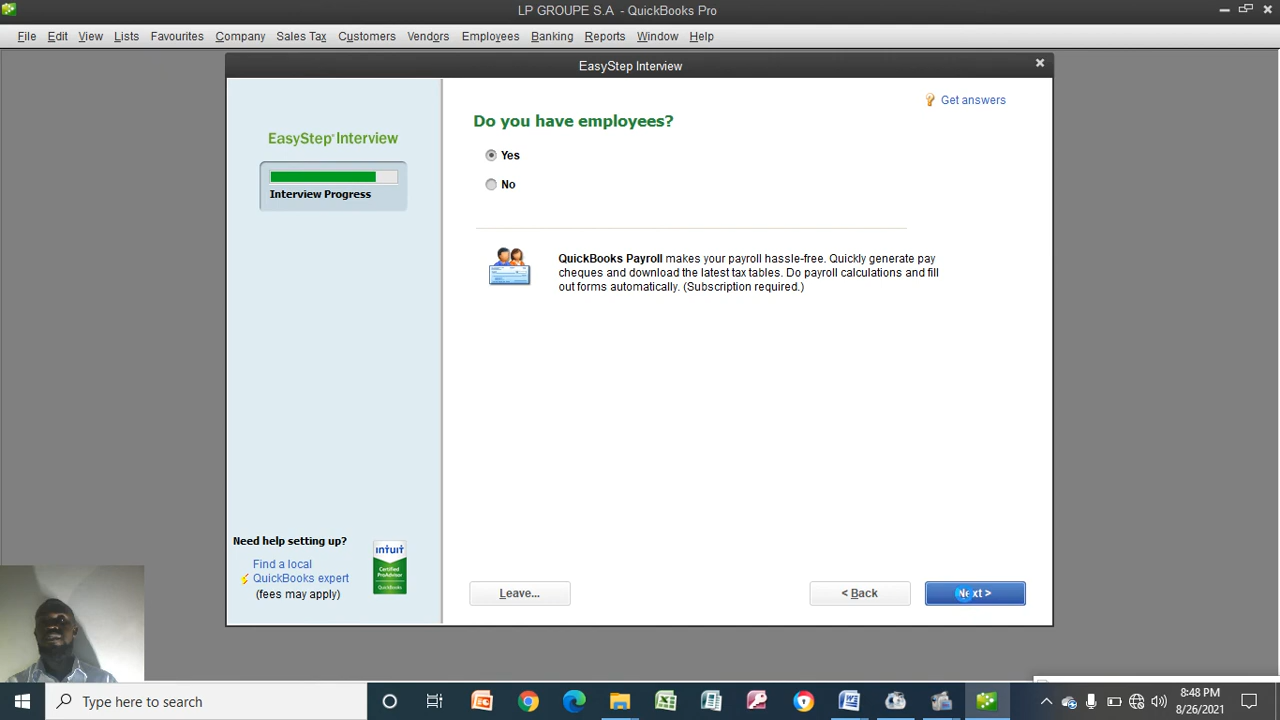 LP GROUPE S.A - QuickBooks Pro
File Edit View Lists Favourites Company Sales Tax Customers Vendors Employees Banking Reports Window Help
EasyStep Interview
Get answers
Do you have employees?
EasyStep Interview
Yes
Interview Progress
No
QuickBooks Payroll makes your payroll hassle-free. Quickly generate pay
cheques and download the latest tax tables. Do payroll calculations and fill
out forms automatically. (Subscription required.)
Need help setting up?
Find a local
QuickBooks expert
(fees may apply)
intuit
Certified
ProAdvisor
QuickBooks
Leave...
< Back
Next >
Type here to search
8:48 PM
8/26/2021